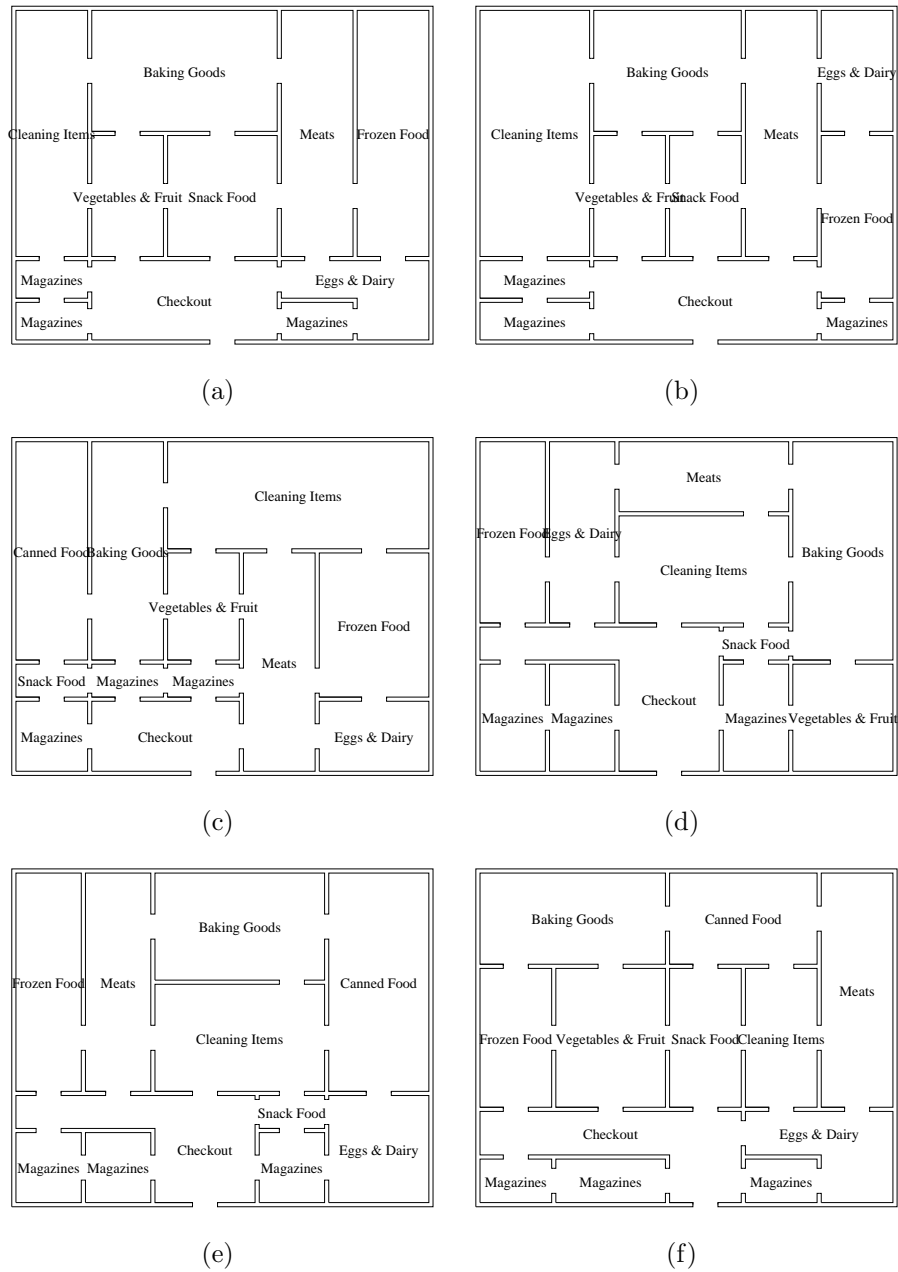 Baking Goods
Cleaning Items
Meats
Frozen Food
Vegetables & Fruit
Snack Food
Magazines
Eggs & Dairy
Checkout
Magazines
Magazines
(a)
Baking Goods
Eggs & Dairy
Cleaning Items
Meats
Vegetables & Fruit
Snack Food
Frozen Food
Magazines
Checkout
Magazines
Magazines
(b)
Cleaning Items
Canned Food
Baking Goods
Vegetables & Fruit
Frozen Food
Meats
Snack Food
Magazines
Magazines
Magazines
Checkout
Eggs & Dairy
(c)
Meats
Frozen Food
Eggs & Dairy
Baking Goods
Cleaning Items
Snack Food
Checkout
Magazines
Magazines
Magazines
Vegetables & Fruit
(d)
Baking Goods
Frozen Food
Meats
Canned Food
Cleaning Items
Snack Food
Checkout
Eggs & Dairy
Magazines
Magazines
Magazines
(e)
Baking Goods
Canned Food
Meats
Frozen Food
Vegetables & Fruit
Snack Food
Cleaning Items
Checkout
Eggs & Dairy
Magazines
Magazines
Magazines
(f)